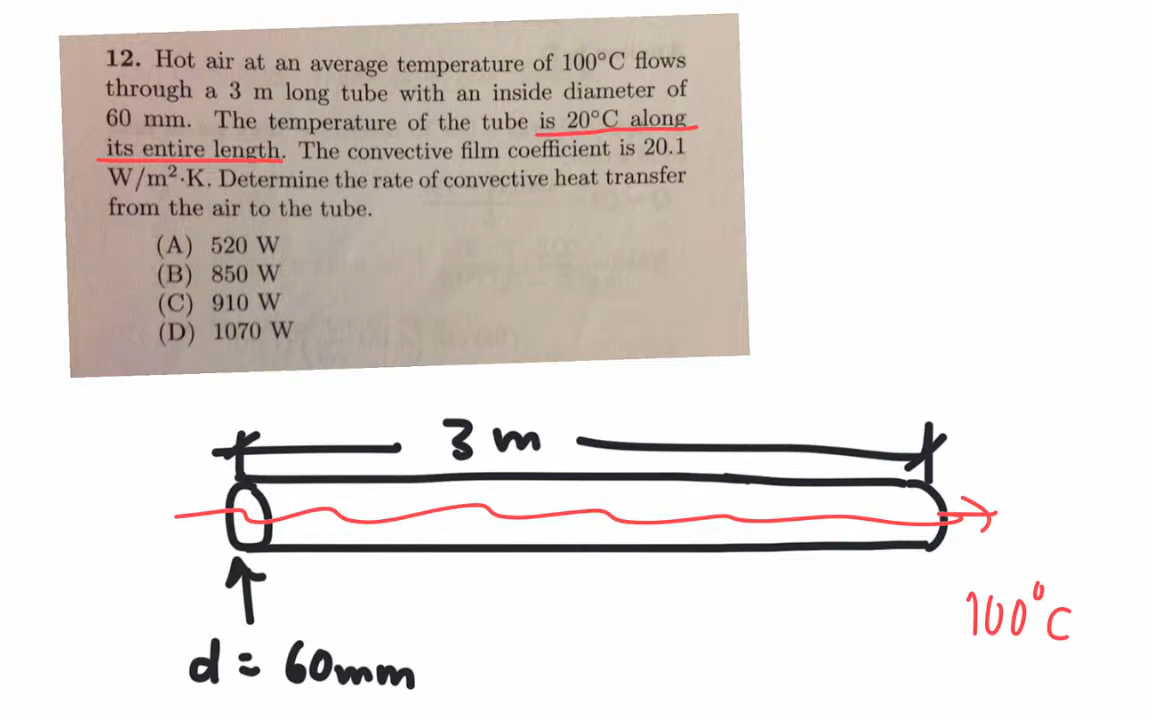 12. Hot air at an average temperature of 100°C flows
through a 3 m long tube with an inside diameter of
60 mm. The temperature of the tube is 20°C along
its entire length. The convective film coefficient is 20.1
W/m²·K. Determine the rate of convective heat transfer
from the air to the tube.
(A) 520 W
(B) 850 W
(C) 910 W
(D) 1070 W
3 m
100°C
d = 60mm